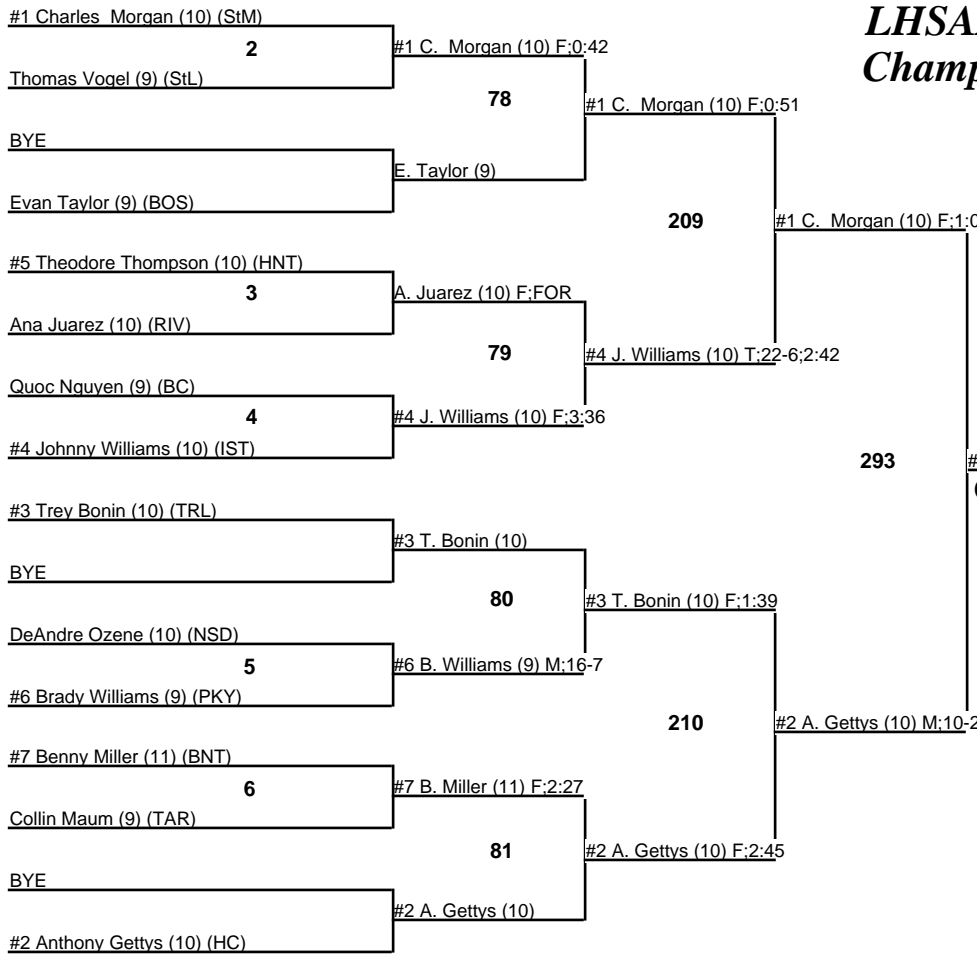 #1 Charles Morgan (10) (StM)
2
Thomas Vogel (9) (StL)
#1 C. Morgan (10) F;0:42
78
BYE
Evan Taylor (9) (BOS)
E. Taylor (9)
#1 C. Morgan (10) F;0:51
209
#5 Theodore Thompson (10) (HNT)
3
Ana Juarez (10) (RIV)
A. Juarez (10) F;FOR
79
Quoc Nguyen (9) (BC)
4
#4 Johnny Williams (10) (IST)
#4 J. Williams (10) F;3:36
#4 J. Williams (10) T;22-6;2:42
#1 C. Morgan (10) F;1:0
293
#3 Trey Bonin (10) (TRL)
BYE
#3 T. Bonin (10)
80
DeAndre Ozene (10) (NSD)
5
#6 Brady Williams (9) (PKY)
#6 B. Williams (9) M;16-7
#3 T. Bonin (10) F;1:39
210
#7 Benny Miller (11) (BNT)
6
Collin Maum (9) (TAR)
#7 B. Miller (11) F;2:27
81
BYE
#2 Anthony Gettys (10) (HC)
#2 A. Gettys (10)
#2 A. Gettys (10) F;2:45
#2 A. Gettys (10) M;10-2
#
LHSA
Champ